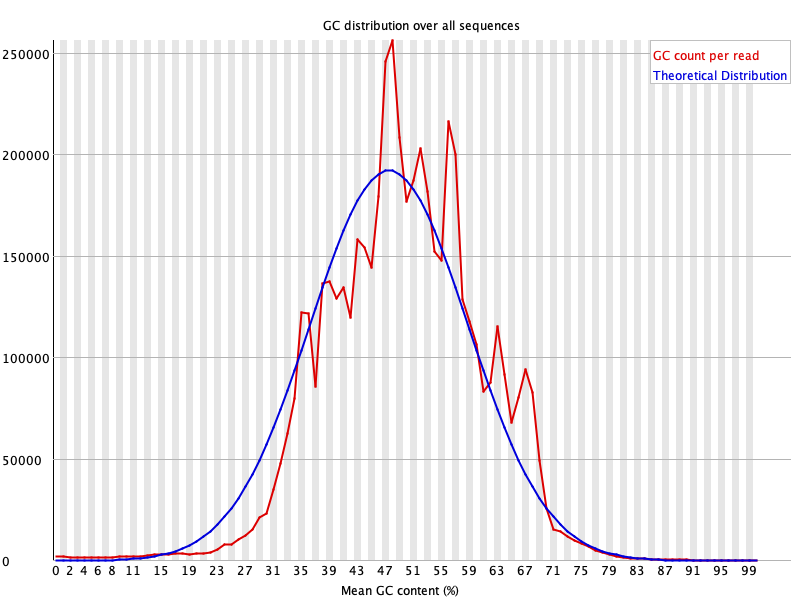 GC distribution over all sequences
GC count per read
Theoretical Distribution
250000
200000
150000
100000
50000
0
0 2 4 6 8 11 15 19 23 27 31 35 39 43 47 51 55 59 63 67 71 75 79 83 87 91 95 99
Mean GC content (%)